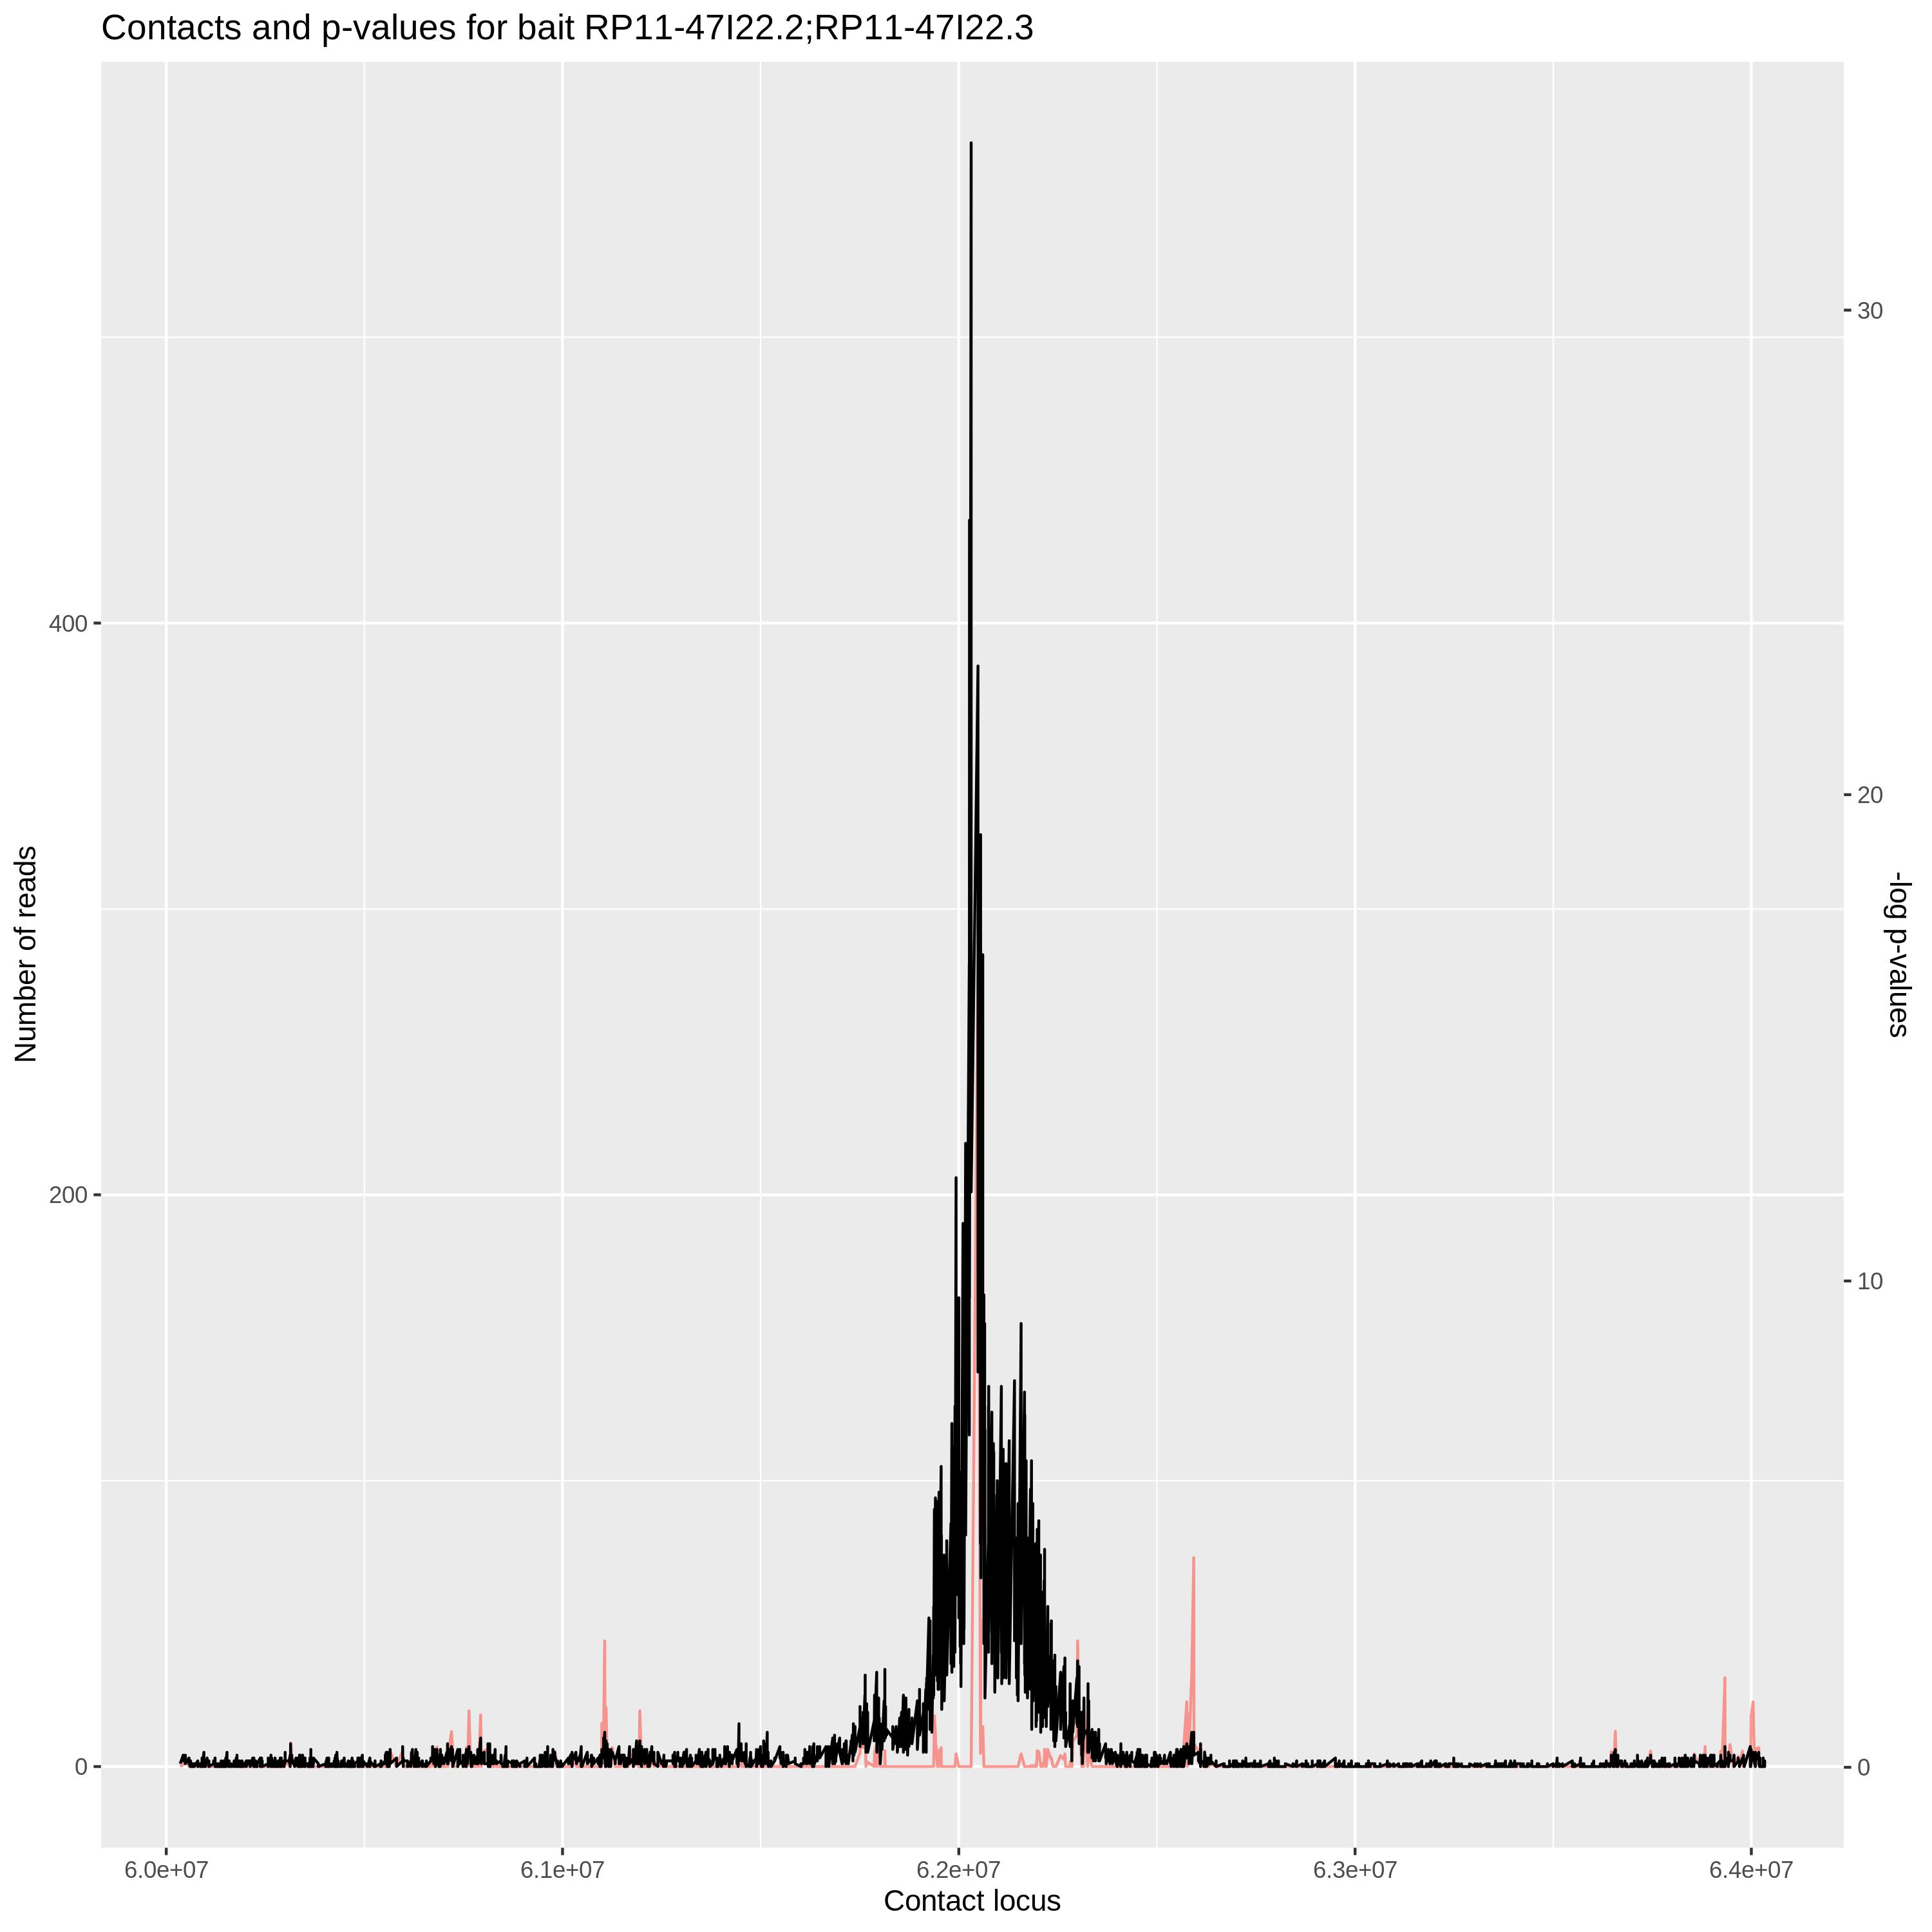 Contacts and p-values for bait RP11-47I22.2;RP11-47I22.3
Number of reads
400
200
0
30
20
10
0
-log p-values
6.0e+07
6.1e+07
6.2e+07
6.3e+07
6.4e+07
Contact locus